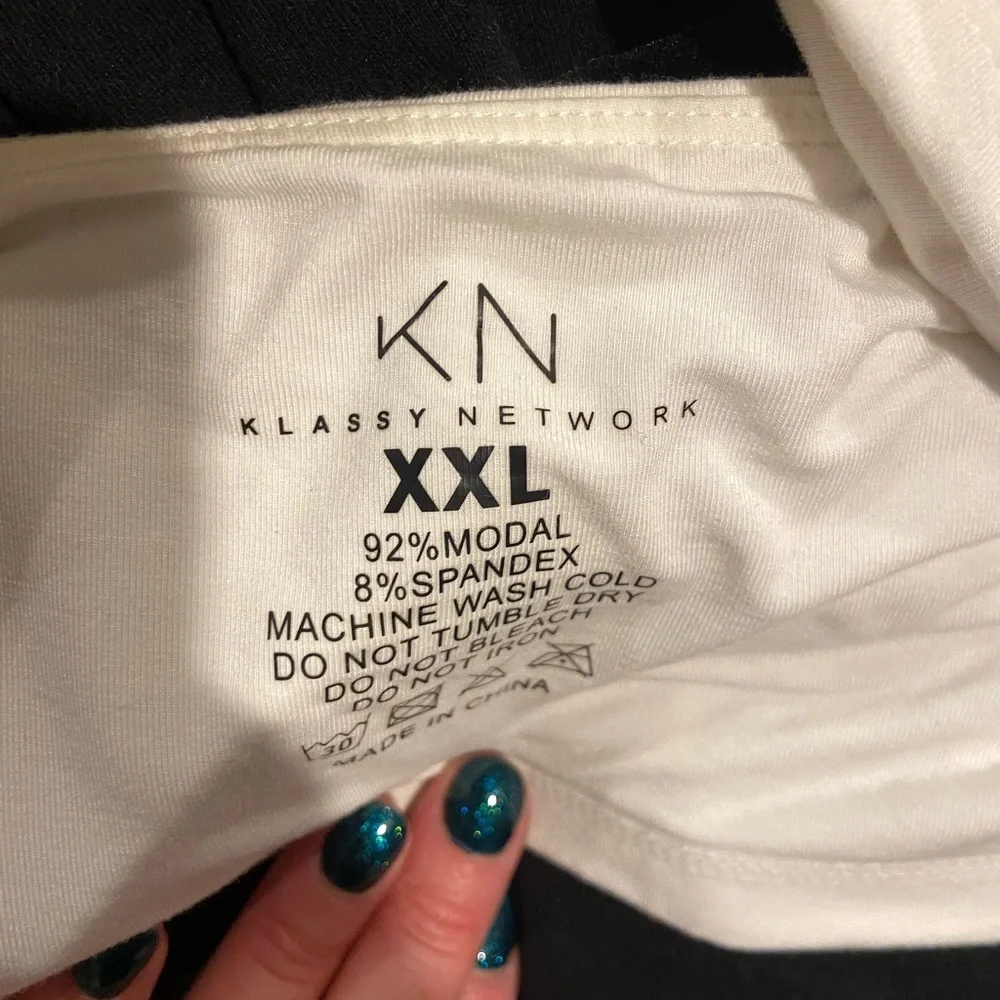 KN
KLASSY NETWORK
XXL
92%MODAL
8%SPANDEX
MACHINE WASH COLD
DO NOT TUMBLE DRY
DO NOT BLEACH
DO NOT IRON
30
MADE IN CHINA